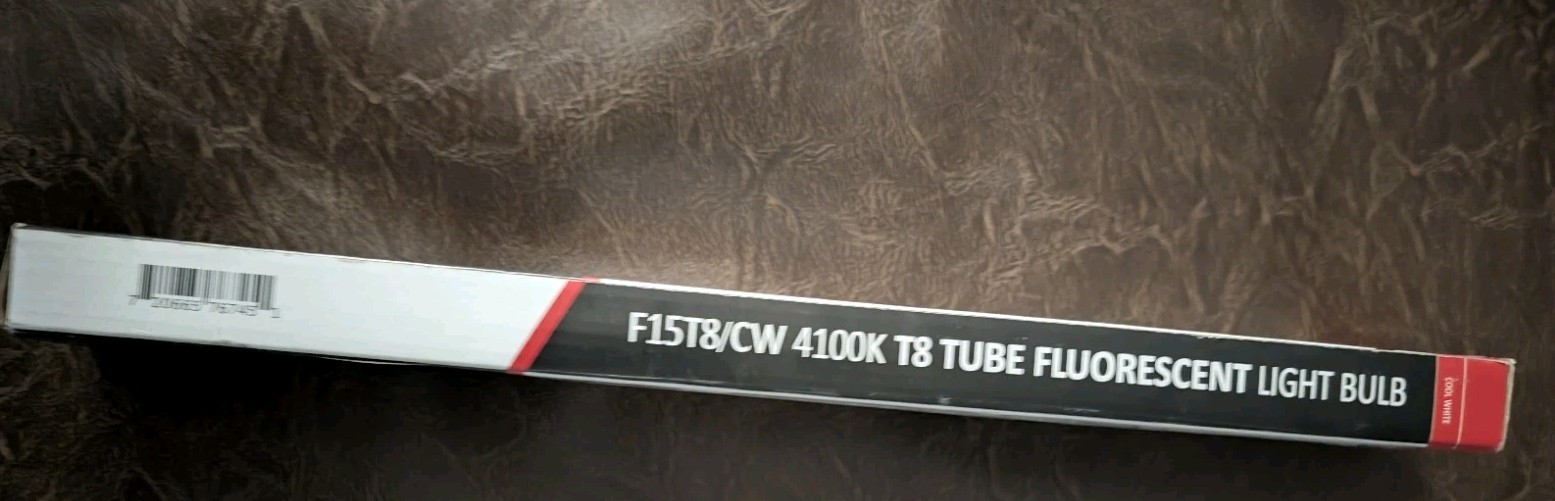 F15T8/CW 4100K T8 TUBE FLUORESCENT LIGHT BULB
COOL WHITE